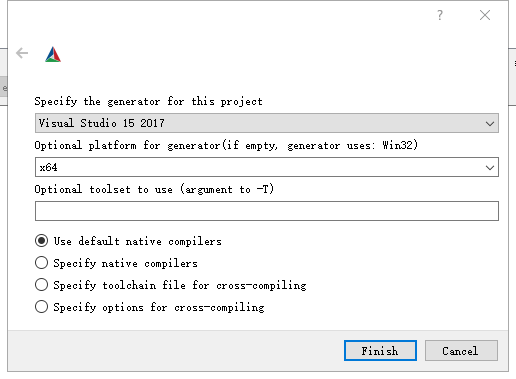 ?
Specify the generator for this project
Visual Studio 15 2017
Optional platform for generator(if empty, generator uses: Win32)
x64
Optional toolset to use (argument to -T)
Use default native compilers
Specify native compilers
Specify toolchain file for cross-compiling
Specify options for cross-compiling
Finish
Cancel